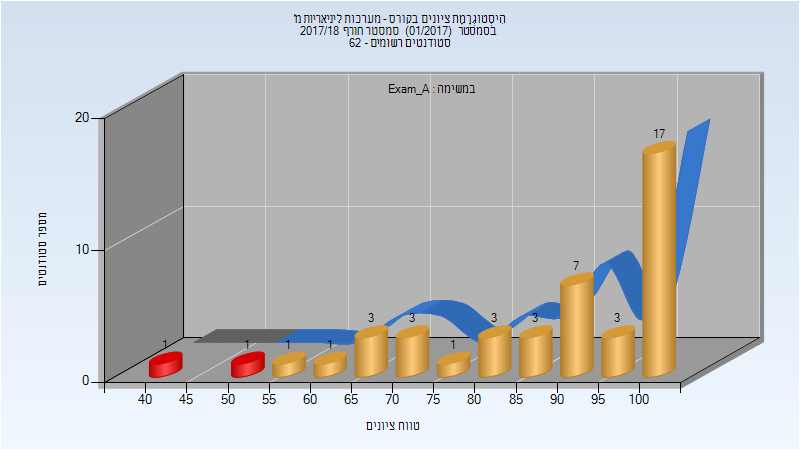 היסטוגרמת ציונים בקורס - מערכות ליניאריות מ'
בסמסטר (01/2017) סמסטר חורף 2017/18
סטודנטים רשומים - 62
במשימה : Exam_A
20
10
0
מספר סטודנטים
1
1
1
1
3
3
1
3
3
7
3
17
40 45 50 55 60 65 70 75 80 85 90 95 100
טווח ציונים